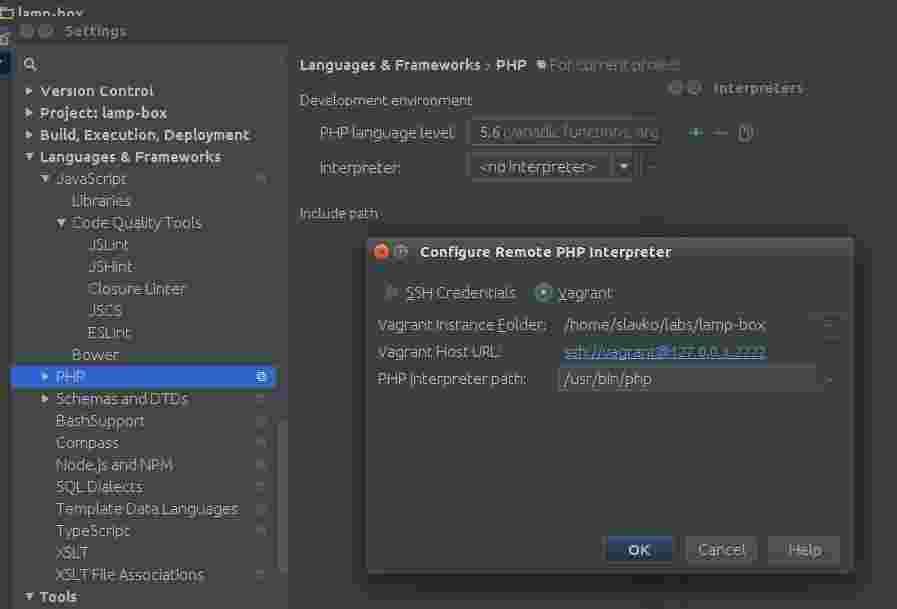 lamp-box
Settings
Version Control
Project: lamp-box
Build, Execution, Deployment
Languages & Frameworks
JavaScript
Libraries
Code Quality Tools
JSLint
JSHint
Closure Linter
JSCS
ESLint
Bower
PHP
Schemas and DTDs
BashSupport
Compass
Node.js and NPM
SQL Dialects
Template Data Languages
TypeScript
XSLT
XSLT File Associations
Tools
Languages & Frameworks › PHP For current project
Interpreters
Development environment
PHP language level: 5.6 (variadic functions, arg
Interpreter: <no interpreter>
Include path
Configure Remote PHP Interpreter
SSH Credentials Vagrant
Vagrant Instance Folder: /home/slavko/labs/lamp-box
Vagrant Host URL: ssh://vagrant@127.0.0.1:2222
PHP interpreter path: /usr/bin/php
OK Cancel Help